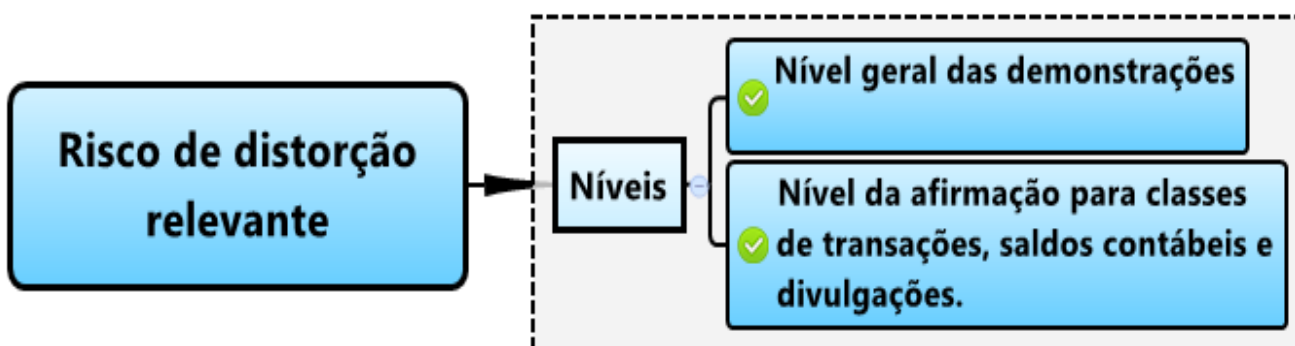 Risco de distorção
relevante
Níveis
Nível geral das demonstrações
Nível da afirmação para classes
de transações, saldos contábeis e
divulgações.